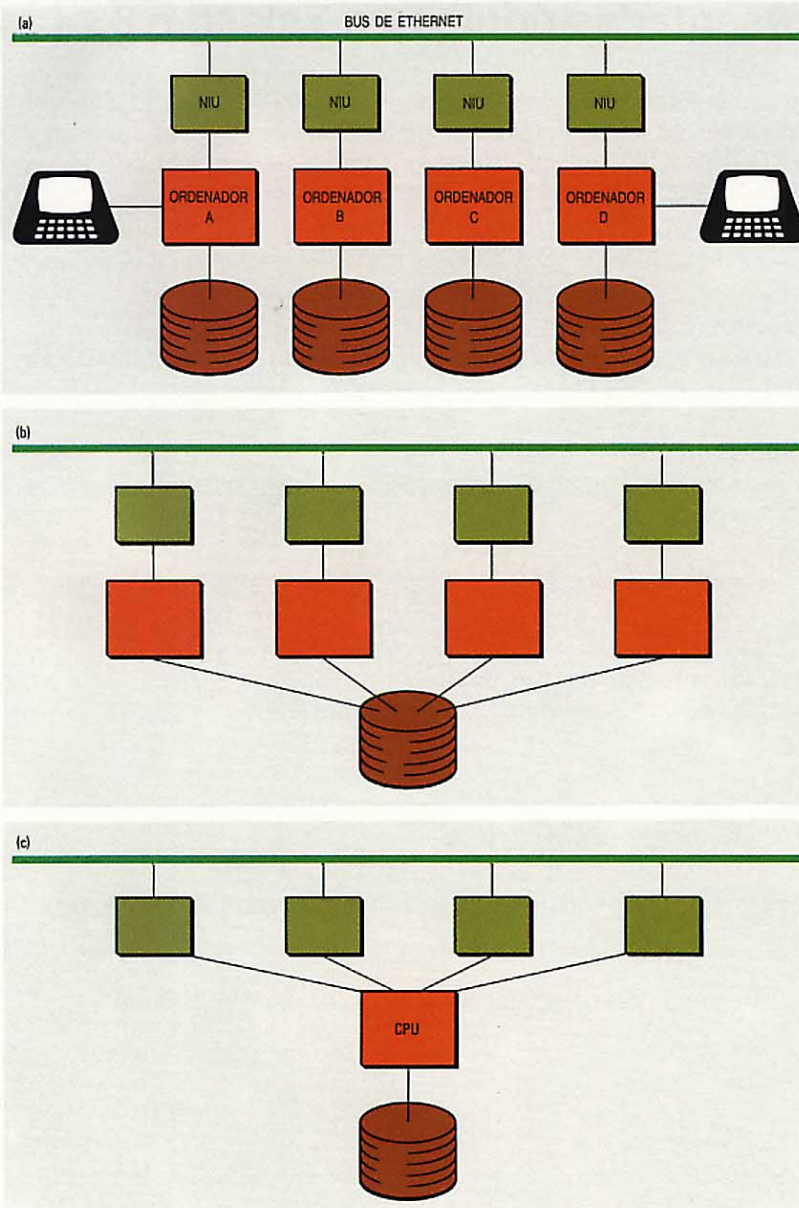 (a)
BUS DE ETHERNET
NIU
NIU
NIU
NIU
ORDENADOR
A
ORDENADOR
B
ORDENADOR
C
ORDENADOR
D
(b)
(c)
CPU